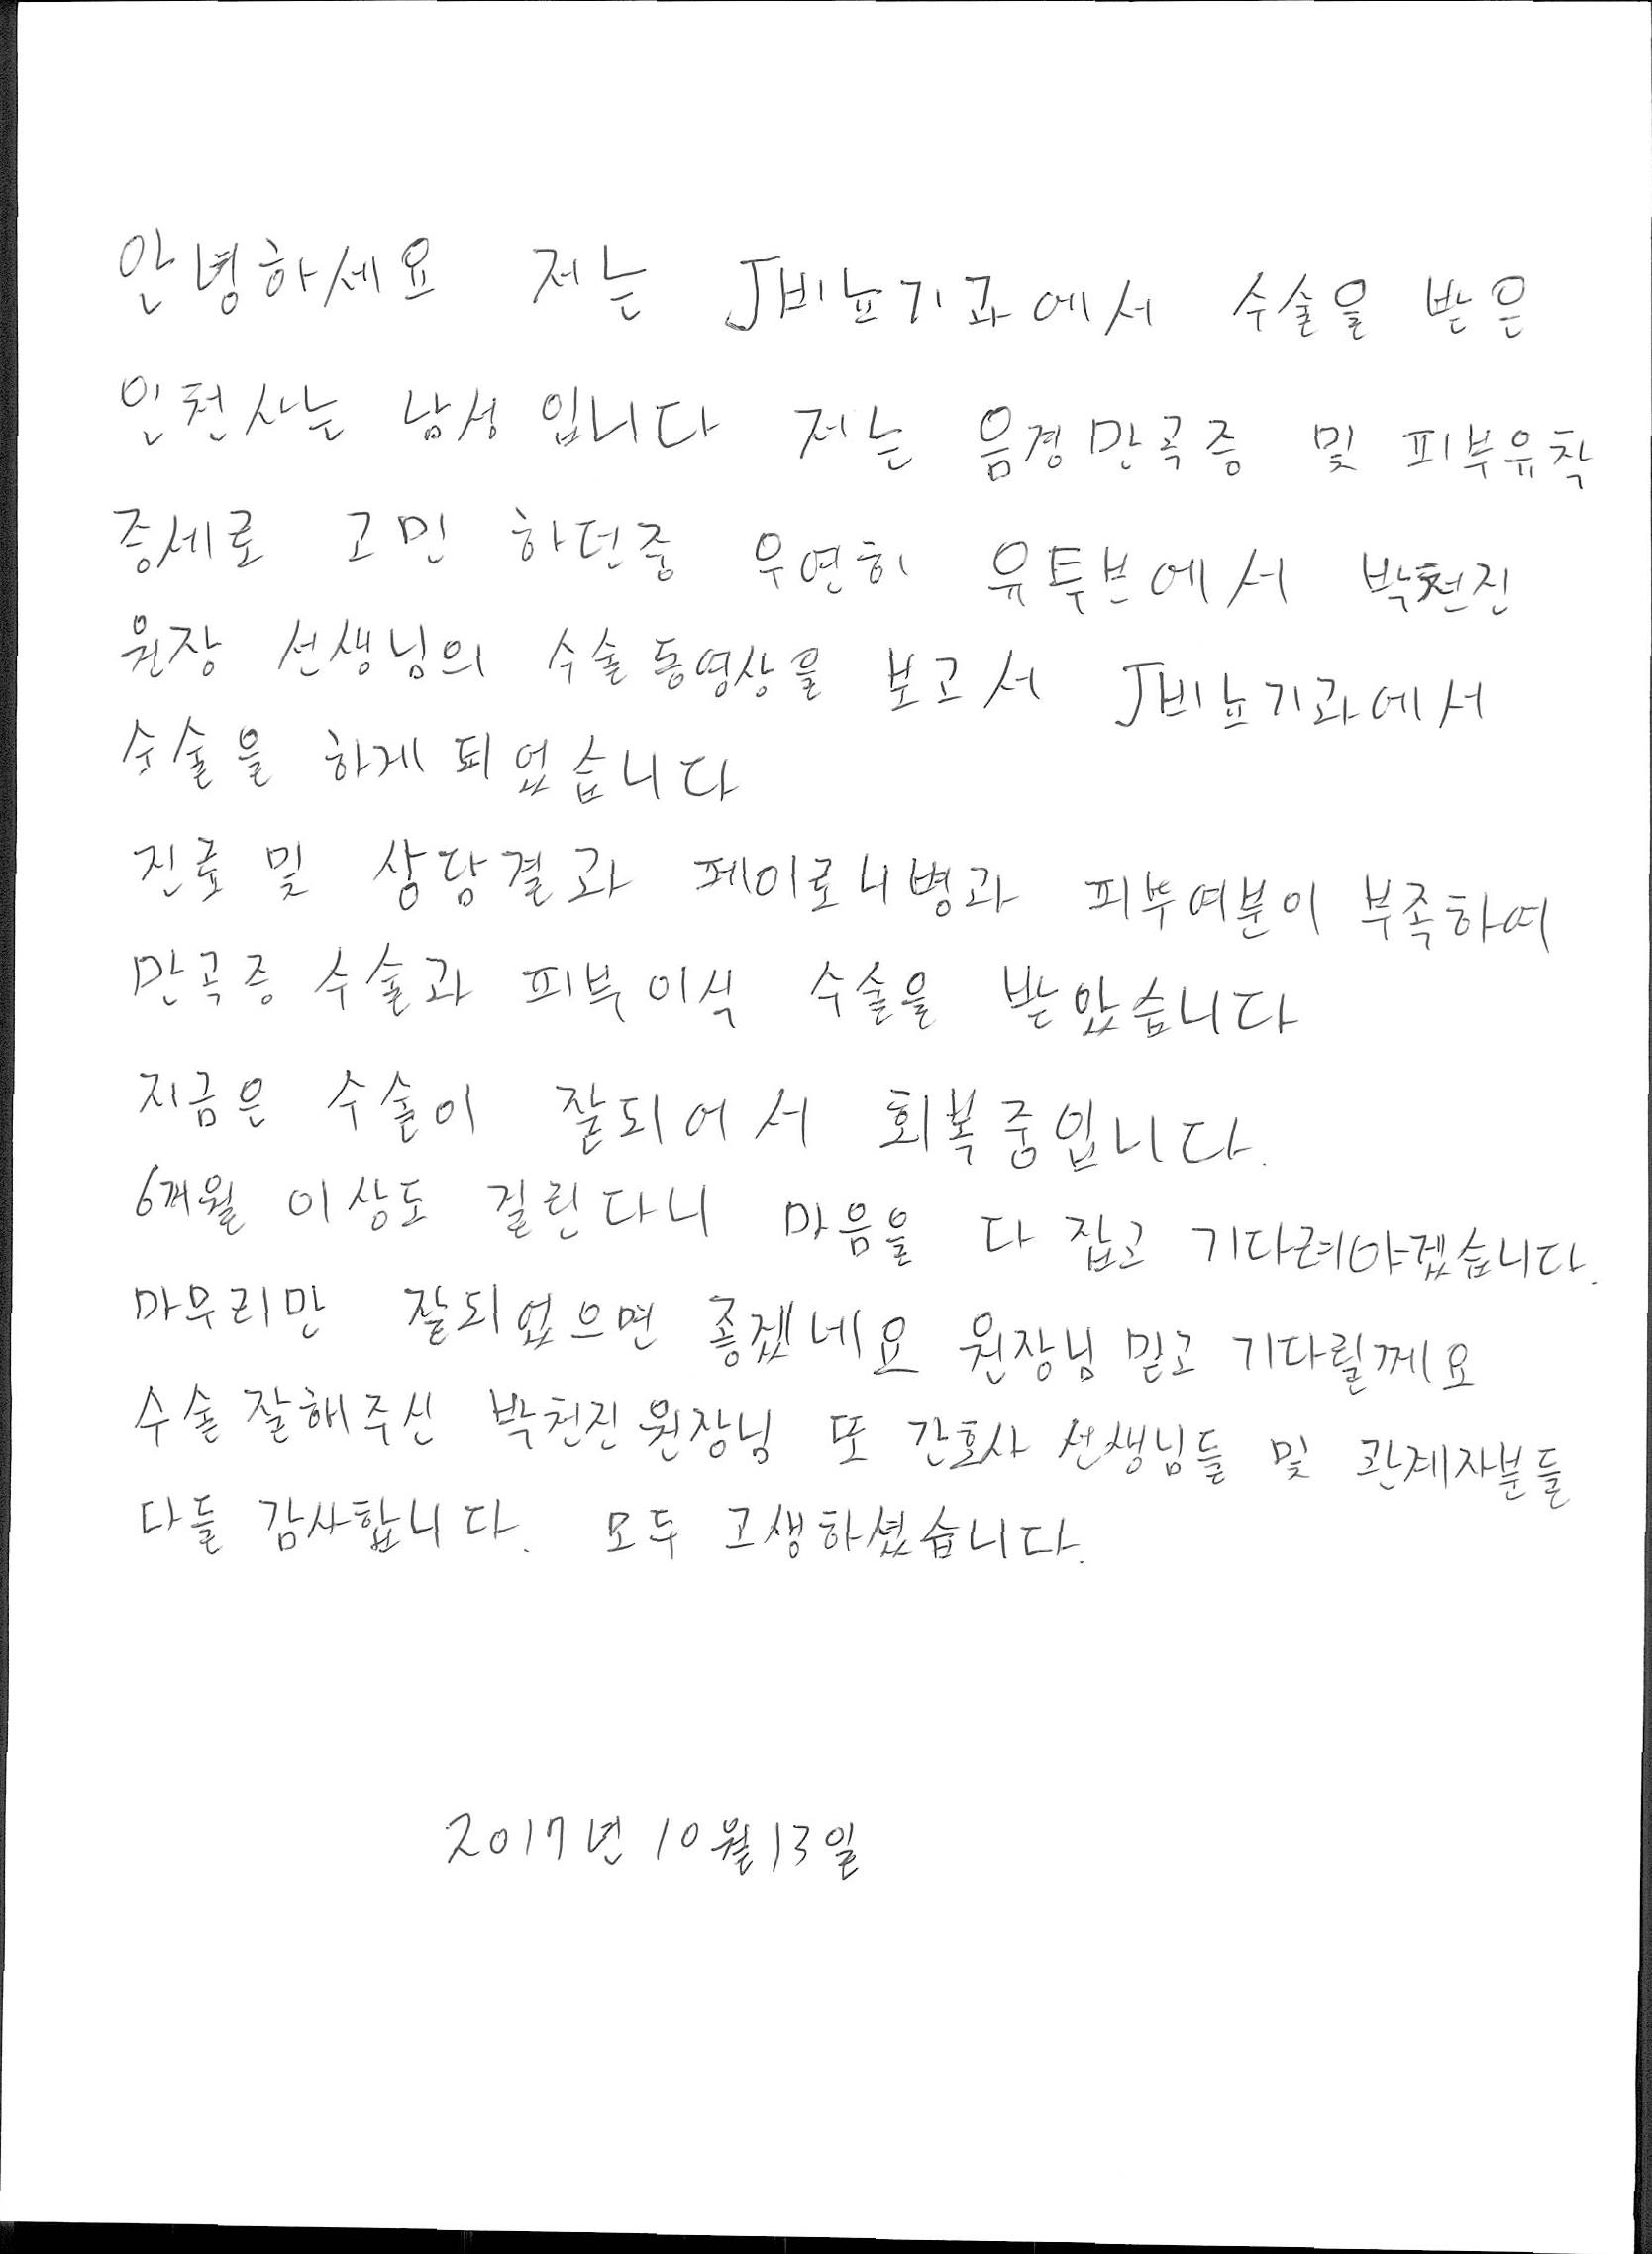 안녕하세요 저는 J비뇨기과에서 수술을 받은
인천사는 남성 입니다 저는 음경만곡증 및 피부유착
증세로 고민 하던중 우연히 유투브에서 박천진
원장 선생님의 수술동영상을 보고서 J비뇨기과에서
수술을 하게 되었습니다
진료 및 상담결과 페이로니병과 피부여분이 부족하여
만곡증 수술과 피부이식 수술을 받았습니다
지금은 수술이 잘되어서 회복중입니다.
6개월 이상도 걸린다니 마음을 다 잡고 기다려야겠습니다.
마무리만 잘되었으면 좋겠네요 원장님 믿고 기다릴께요
수술 잘해주신 박천진원장님 또 간호사 선생님들 및 관계자분들
다들 감사합니다. 모두 고생하셨습니다.
2017년 10월 13일